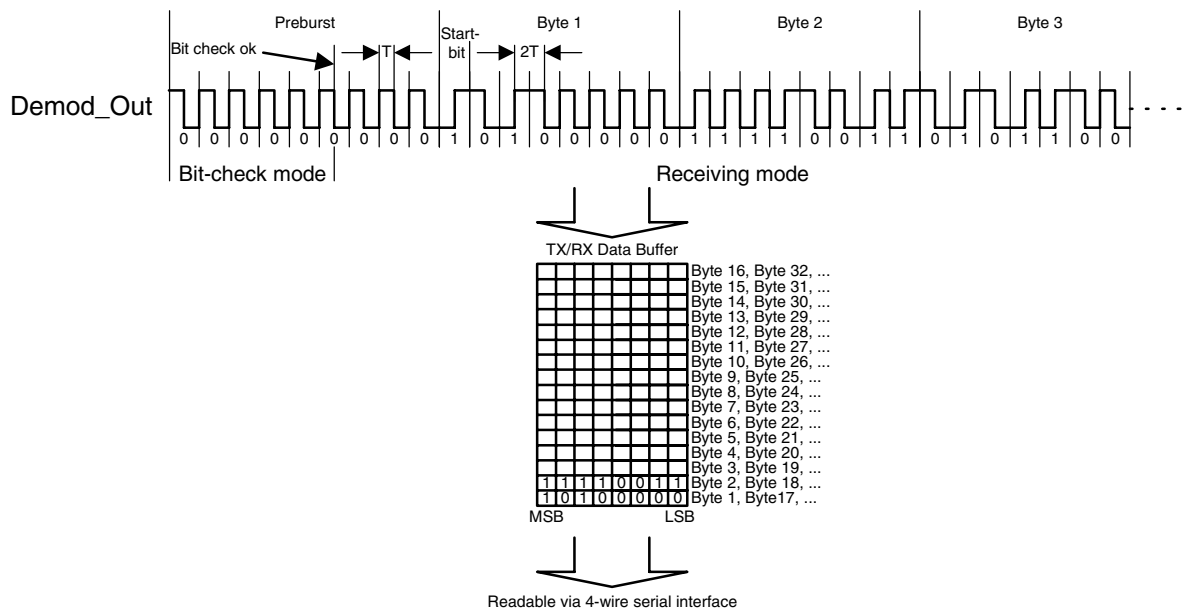 Preburst Byte 1 Byte 2 Byte 3
Start-
bit
Bit check ok T 2T
Demod_Out
0 0 0 0 0 0 0 0 0 1 0 1 0 0 0 0 0 1 1 1 1 0 0 1 1 0 1 0 1 1 0 0
Bit-check mode Receiving mode
TX/RX Data Buffer
Byte 16, Byte 32, ...
Byte 15, Byte 31, ...
Byte 14, Byte 30, ...
Byte 13, Byte 29, ...
Byte 12, Byte 28, ...
Byte 11, Byte 27, ...
Byte 10, Byte 26, ...
Byte 9, Byte 25, ...
Byte 8, Byte 24, ...
Byte 7, Byte 23, ...
Byte 6, Byte 22, ...
Byte 5, Byte 21, ...
Byte 4, Byte 20, ...
Byte 3, Byte 19, ...
1 1 1 1 0 0 1 1 Byte 2, Byte 18, ...
1 0 1 0 0 0 0 0 Byte 1, Byte17, ...
MSB LSB
Readable via 4-wire serial interface